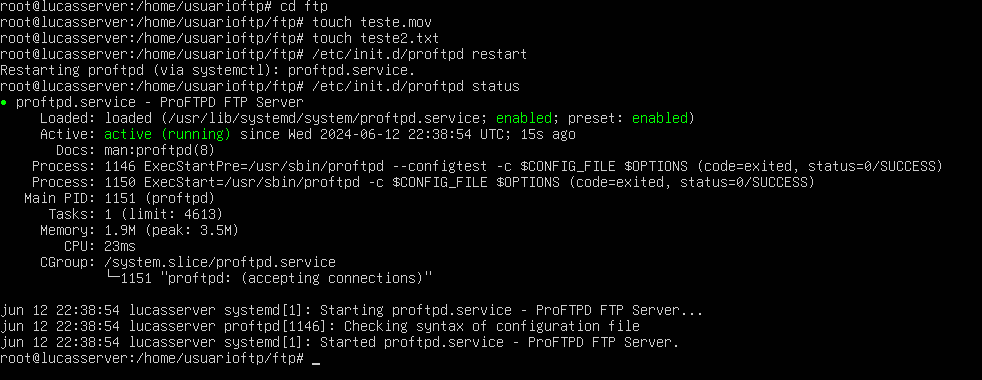 root@lucasserver:/home/usuarioftp# cd ftp
root@lucasserver:/home/usuarioftp/ftp# touch teste.mov
root@lucasserver:/home/usuarioftp/ftp# touch teste2.txt
root@lucasserver:/home/usuarioftp/ftp# /etc/init.d/proftpd restart
Restarting proftpd (via systemctl): proftpd.service.
root@lucasserver:/home/usuarioftp/ftp# /etc/init.d/proftpd status
● proftpd.service - ProFTPD FTP Server
     Loaded: loaded (/usr/lib/systemd/system/proftpd.service; enabled; preset: enabled)
     Active: active (running) since Wed 2024-06-12 22:38:54 UTC; 15s ago
       Docs: man:proftpd(8)
    Process: 1146 ExecStartPre=/usr/sbin/proftpd --configtest -c $CONFIG_FILE $OPTIONS (code=exited, status=0/SUCCESS)
    Process: 1150 ExecStart=/usr/sbin/proftpd -c $CONFIG_FILE $OPTIONS (code=exited, status=0/SUCCESS)
   Main PID: 1151 (proftpd)
      Tasks: 1 (limit: 4613)
     Memory: 1.9M (peak: 3.5M)
        CPU: 23ms
     CGroup: /system.slice/proftpd.service
             └─1151 "proftpd: (accepting connections)"

jun 12 22:38:54 lucasserver systemd[1]: Starting proftpd.service - ProFTPD FTP Server...
jun 12 22:38:54 lucasserver proftpd[1146]: Checking syntax of configuration file
jun 12 22:38:54 lucasserver systemd[1]: Started proftpd.service - ProFTPD FTP Server.
root@lucasserver:/home/usuarioftp/ftp# _